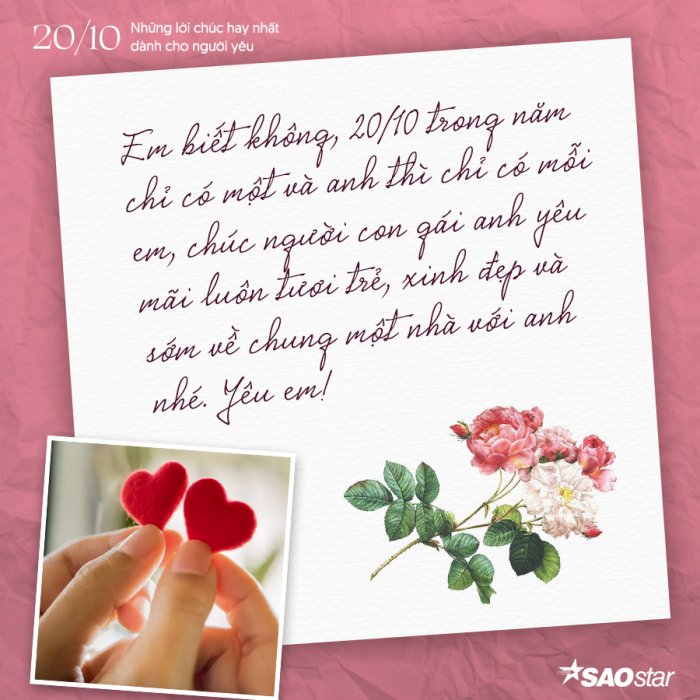 20/10
Những lời chúc hay nhất
dành cho người yêu
Em biết không, 20/10 trong năm
chỉ có một và anh thì chỉ có mỗi
em, chúc người con gái anh yêu
mãi luôn tươi trẻ, xinh đẹp và
sớm về chung một nhà với anh
nhé. Yêu em!
SAOstar